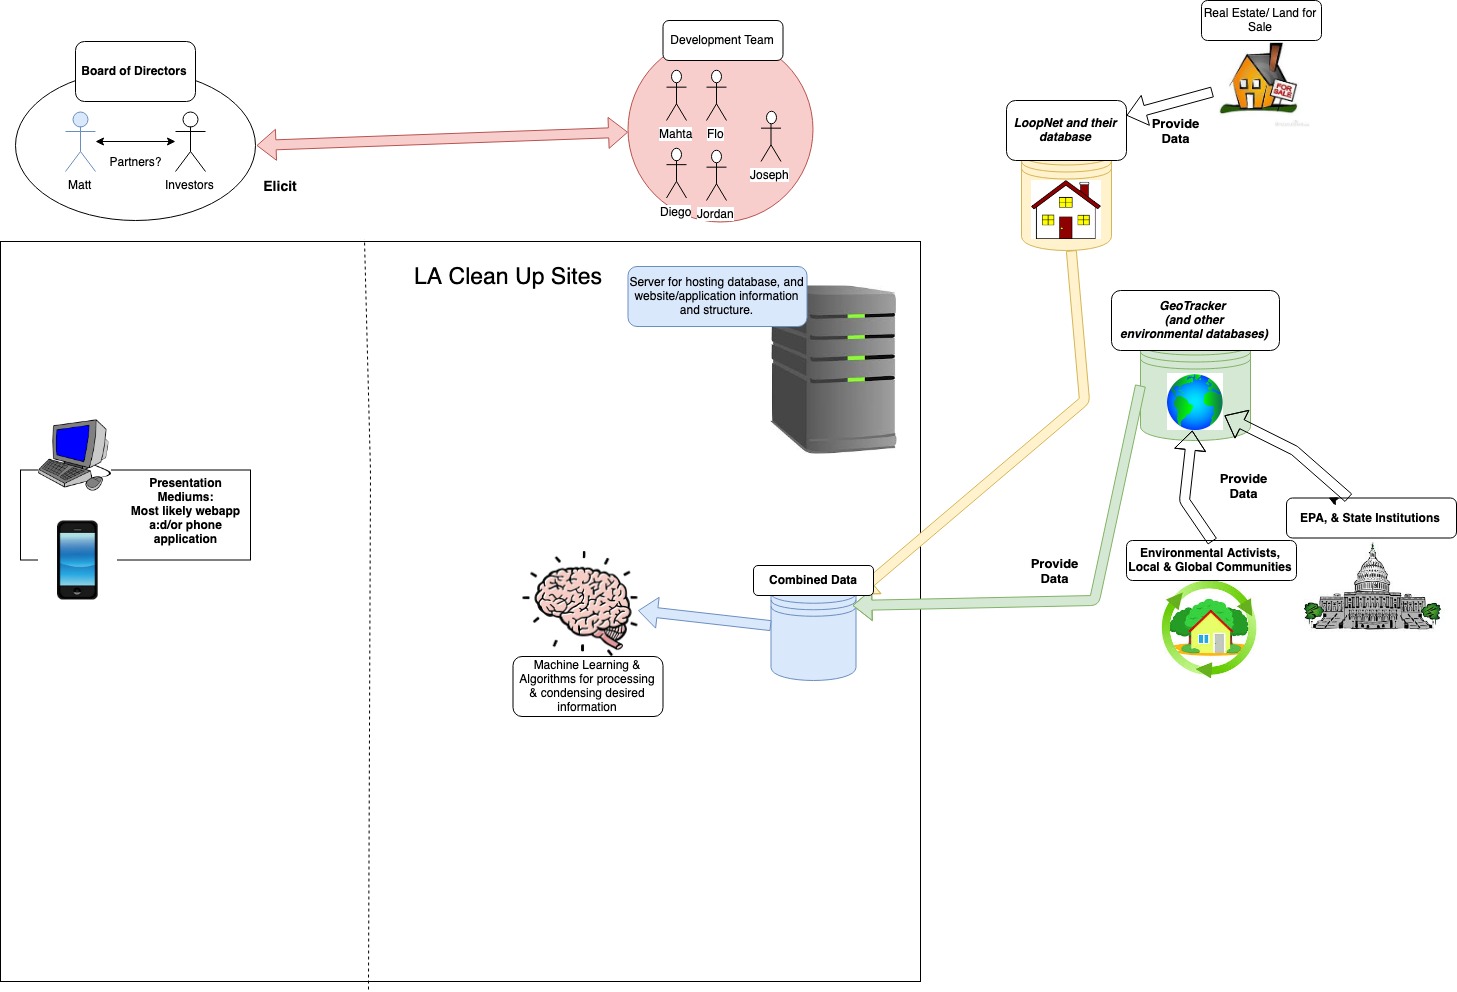 Real Estate/ Land for
Sale
Development Team
Board of Directors
Mahta
Flo
Joseph
Diego
Jordan
Partners?
Matt
Investors
Elicit
FOR
SALE
Provide
Data
LoopNet and their
database
LA Clean Up Sites
Server for hosting database, and
website/application information
and structure.
GeoTracker
(and other
environmental databases)
Presentation
Mediums:
Most likely webapp
a:d/or phone
application
Provide
Data
EPA, & State Institutions
Environmental Activists,
Local & Global Communities
Provide
Data
Combined Data
Machine Learning &
Algorithms for processing
& condensing desired
information